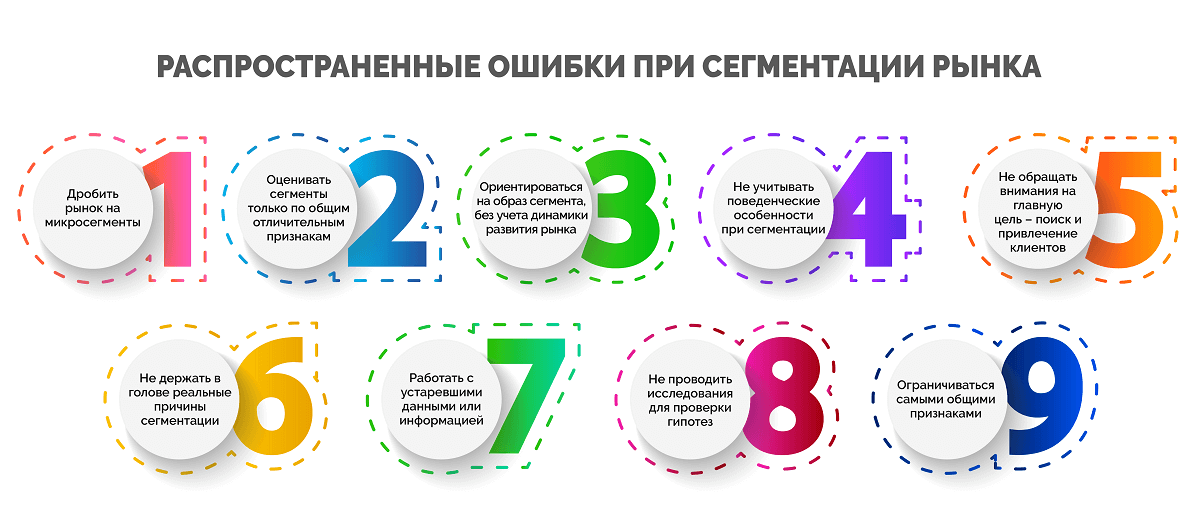 РАСПРОСТРАНЕННЫЕ ОШИБКИ ПРИ СЕГМЕНТАЦИИ РЫНКА
Дробить
рынок на
микросегменты
1
Оценивать
сегменты
только по общим
отличительным
признакам
2
Ориентироваться
на образ сегмента,
без учета динамики
развития рынка
3
Не учитывать
поведенческие
особенности
при сегментации
4
Не обращать
внимания на
главную
цель – поиск и
привлечение
клиентов
5
Не держать в
голове реальные
причины
сегментации
6
Работать с
устаревшими
данными или
информацией
7
Не проводить
исследования
для проверки
гипотез
8
Ограничиваться
самыми общими
признаками
9